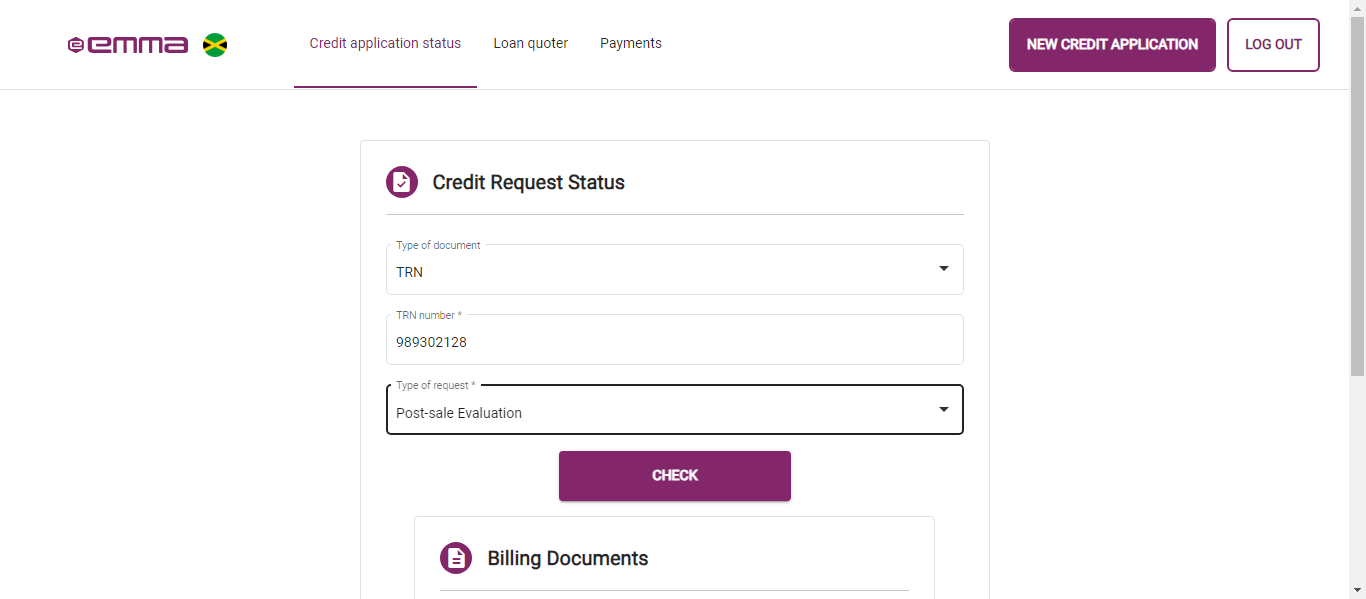 emma
Credit application status
Loan quoter
Payments
NEW CREDIT APPLICATION
LOG OUT
Credit Request Status
Type of document
TRN
TRN number *
989302128
Type of request *
Post-sale Evaluation
CHECK
Billing Documents